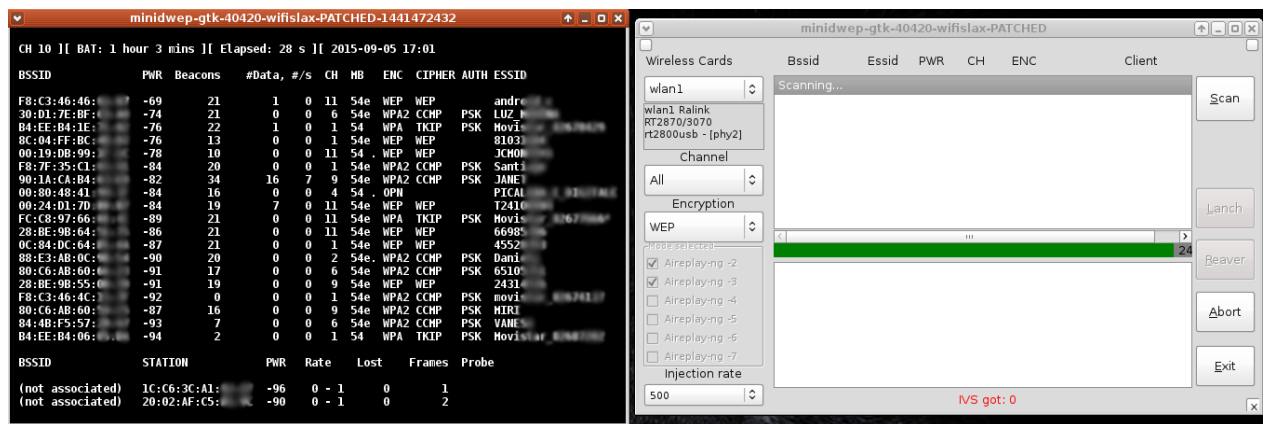 minidwep-gtk-40420-wifislax-PATCHED-1441472432
CH 10 ][ BAT: 1 hour 3 mins ][ Elapsed: 28 s ][ 2015-09-05 17:01
BSSID PWR Beacons #Data, #/s CH MB ENC CIPHER AUTH ESSID
F8:C3:46:46: -69 21 1 0 11 54e WEP WEP
30:D1:7E:BF: -74 21 0 0 6 54e WPA2 CCMP PSK
B4:EE:B4:1E: -76 22 1 0 1 54 WPA TKIP PSK
8C:04:FF:BC: -76 13 0 0 1 54e WEP WEP
00:19:DB:99: -78 10 0 0 11 54 . WEP WEP
F8:7F:35:C1: -84 20 0 0 1 54e WPA2 CCMP PSK
90:1A:CA:B4: -82 34 16 7 9 54e WPA2 CCMP PSK
00:80:48:41 -84 16 0 0 4 54 . OPN
00:24:D1:7D -84 19 7 0 11 54e WEP WEP
FC:C8:97:66: -89 21 0 0 11 54e WPA TKIP PSK
28:BE:9B:64: -86 21 0 0 11 54e WEP WEP
0C:84:DC:64: -87 21 0 0 1 54e WEP WEP
88:E3:AB:0C: -90 20 0 0 2 54e. WPA2 CCMP PSK
80:C6:AB:60: -91 17 0 0 6 54e WPA2 CCMP PSK
28:BE:9B:55: -91 19 0 0 9 54e WEP WEP
F8:C3:46:4C: -92 0 0 0 1 54e WPA2 CCMP PSK
80:C6:AB:60: -87 16 0 0 9 54e WPA2 CCMP PSK MIRI
84:4B:F5:57: -93 7 0 0 6 54e WPA2 CCMP PSK
B4:EE:B4:06: -94 2 0 0 1 54 WPA TKIP PSK
BSSID STATION PWR Rate Lost Frames Probe
(not associated) 1C:C6:3C:A1: -96 0 - 1 0 1
(not associated) 20:02:AF:C5: -90 0 - 1 0 2
minidwep-gtk-40420-wifislax-PATCHED
Wireless Cards Bssid Essid PWR CH ENC Client
wlan1
Scanning...
Scan
wlan1 Ralink
RT2870/3070
rt2800usb - [phy2]
Channel
All
Encryption
Lanch
WEP
Mode selected
24
Aireplay-ng -2
Reaver
Aireplay-ng -3
Aireplay-ng -4
Abort
Aireplay-ng -5
Aireplay-ng -6
Aireplay-ng -7
Exit
Injection rate
500
IVS got: 0